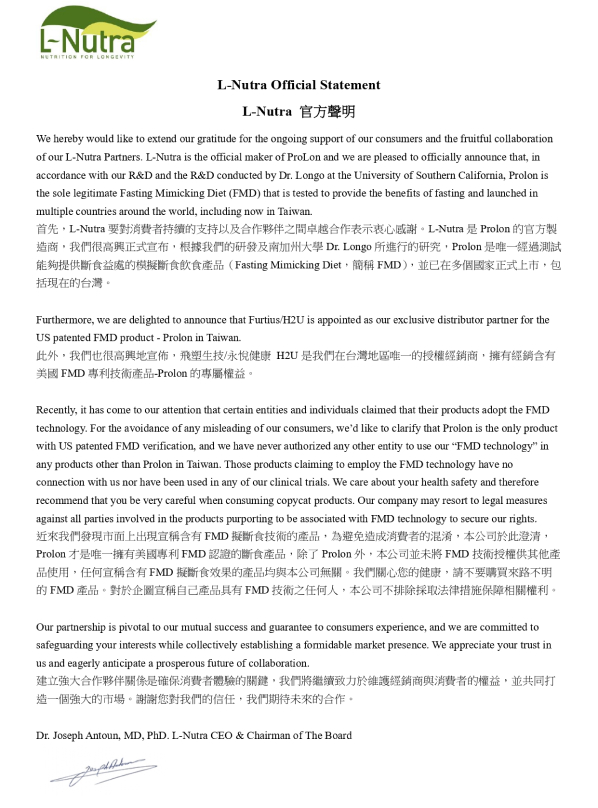 L-Nutra
NUTRITION FOR LONGEVITY
L-Nutra Official Statement
L-Nutra 官方聲明
We hereby would like to extend our gratitude for the ongoing support of our consumers and the fruitful collaboration
of our L-Nutra Partners. L-Nutra is the official maker of ProLon and we are pleased to officially announce that, in
accordance with our R&D and the R&D conducted by Dr. Longo at the University of Southern California, Prolon is
the sole legitimate Fasting Mimicking Diet (FMD) that is tested to provide the benefits of fasting and launched in
multiple countries around the world, including now in Taiwan.
首先，L-Nutra 要對消費者持續的支持以及合作夥伴之間卓越合作表示衷心感謝。L-Nutra 是 Prolon 的官方製
造商，我們很高興正式宣布，根據我們的研發及南加州大學 Dr. Longo 所進行的研究，Prolon 是唯一經過測試
能夠提供斷食益處的模擬斷食飲食產品（Fasting Mimicking Diet，簡稱 FMD），並已在多個國家正式上市，包
括現在的台灣。
Furthermore, we are delighted to announce that Furtius/H2U is appointed as our exclusive distributor partner for the
US patented FMD product - Prolon in Taiwan.
此外，我們也很高興地宣佈，飛塑生技/永悅健康 H2U 是我們在台灣地區唯一的授權經銷商，擁有經銷含有
美國 FMD 專利技術產品-Prolon 的專屬權益。
Recently, it has come to our attention that certain entities and individuals claimed that their products adopt the FMD
technology. For the avoidance of any misleading of our consumers, we'd like to clarify that Prolon is the only product
with US patented FMD verification, and we have never authorized any other entity to use our “FMD technology” in
any products other than Prolon in Taiwan. Those products claiming to employ the FMD technology have no
connection with us nor have been used in any of our clinical trials. We care about your health safety and therefore
recommend that you be very careful when consuming copycat products. Our company may resort to legal measures
against all parties involved in the products purporting to be associated with FMD technology to secure our rights.
近來我們發現市面上出現宣稱含有 FMD 擬斷食技術的產品，為避免造成消費者的混淆，本公司於此澄清，
Prolon 才是唯一擁有美國專利 FMD 認證的斷食產品，除了 Prolon 外，本公司並未將 FMD 技術授權供其他產
品使用，任何宣稱含有 FMD 擬斷食效果的產品均與本公司無關。我們關心您的健康，請不要購買來路不明
的 FMD 產品。對於企圖宣稱自己產品具有 FMD 技術之任何人，本公司不排除採取法律措施保障相關權利。
Our partnership is pivotal to our mutual success and guarantee to consumers experience, and we are committed to
safeguarding your interests while collectively establishing a formidable market presence. We appreciate your trust in
us and eagerly anticipate a prosperous future of collaboration.
建立強大合作夥伴關係是確保消費者體驗的關鍵，我們將繼續致力於維護經銷商與消費者的權益，並共同打
造一個強大的市場。謝謝您對我們的信任，我們期待未來的合作。
Dr. Joseph Antoun, MD, PhD. L-Nutra CEO & Chairman of The Board